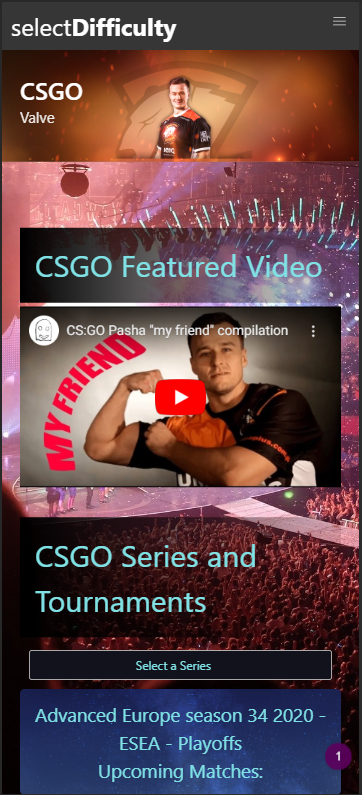 selectDifficulty
CSGO
Valve
CSGO Featured Video
CS:GO Pasha "my friend" compilation
MY FRIEND
CSGO Series and
Tournaments
Select a Series
Advanced Europe season 34 2020 -
ESEA - Playoffs
Upcoming Matches:
1